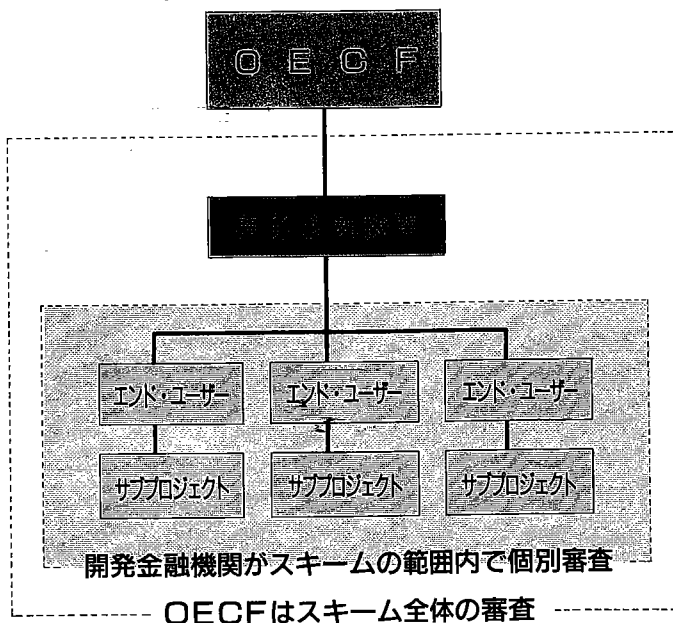 OECF
エンド・ユーザー エンド・ユーザー エンド・ユーザー
サブプロジェクト サブプロジェクト サブプロジェクト
開発金融機関がスキームの範囲内で個別審査
OECFはスキーム全体の審査